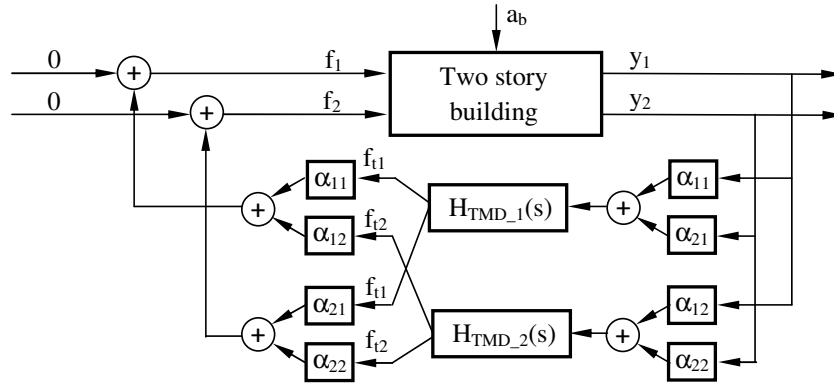 a_b
0
f_1
y_1
+
Two story
building
0
f_2
y_2
+
f_t1
α_11
α_11
+
H_TMD_1(s)
+
α_12
f_t2
α_21
f_t1
α_21
α_12
+
H_TMD_2(s)
+
f_t2
α_22
α_22